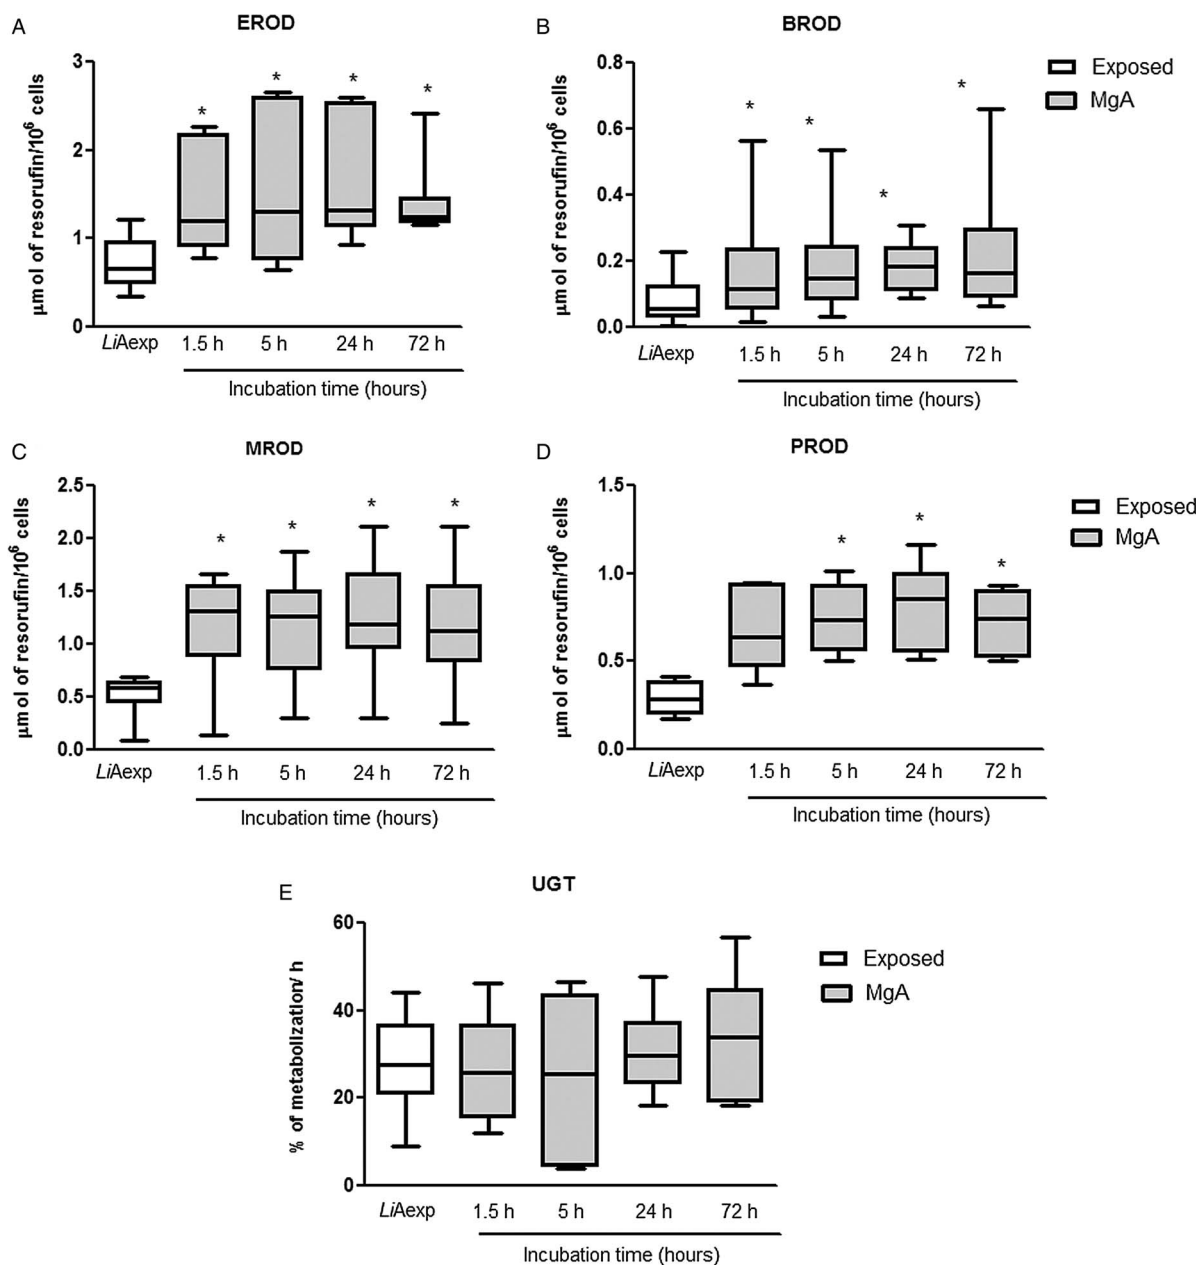 A
EROD
μmol of resorufin/10⁶ cells
3
2
1
0
*
*
*
*
LiAexp
1.5 h
5 h
24 h
72 h
Incubation time (hours)
B
BROD
μmol of resorufin/10⁶ cells
0.8
0.6
0.4
0.2
0.0
*
*
*
*
LiAexp
1.5 h
5 h
24 h
72 h
Incubation time (hours)
Exposed
MgA
C
MROD
μmol of resorufin/10⁶ cells
2.5
2.0
1.5
1.0
0.5
0.0
*
*
*
*
LiAexp
1.5 h
5 h
24 h
72 h
Incubation time (hours)
D
PROD
μmol of resorufin/10⁶ cells
1.5
1.0
0.5
0.0
*
*
*
LiAexp
1.5 h
5 h
24 h
72 h
Incubation time (hours)
Exposed
MgA
E
UGT
% of metabolization/ h
60
40
20
0
LiAexp
1.5 h
5 h
24 h
72 h
Incubation time (hours)
Exposed
MgA